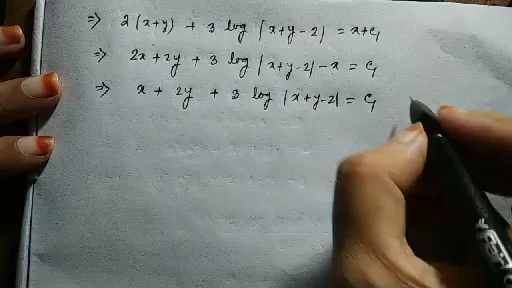 ⇒ 2(x+y) + 3 log |x+y-2| = x+C₁
⇒ 2x+2y + 3 log |x+y-2| - x = C₁
⇒ x + 2y + 3 log |x+y-2| = C₁